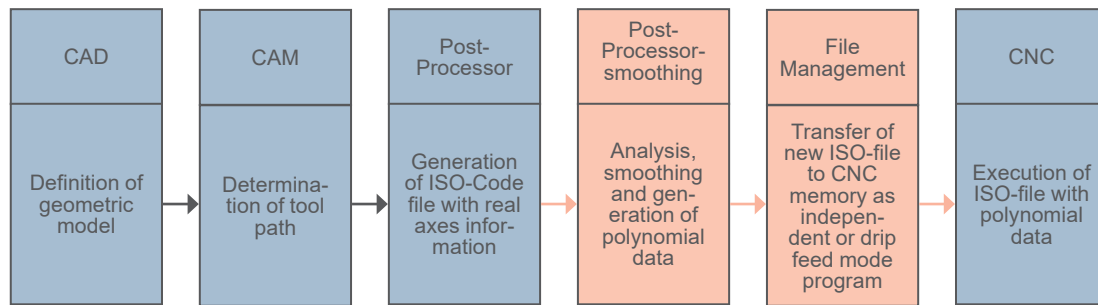 CAD
Definition of
geometric
model
CAM
Determina-
tion of tool
path
Post-
Processor
Generation
of ISO-Code
file with real
axes infor-
mation
Post-
Processor-
smoothing
Analysis,
smoothing
and gen-
eration of
polynomial
data
File
Management
Transfer of
new ISO-file
to CNC
memory as
indepen-
dent or drip
feed mode
program
CNC
Execution of
ISO-file with
polynomial
data